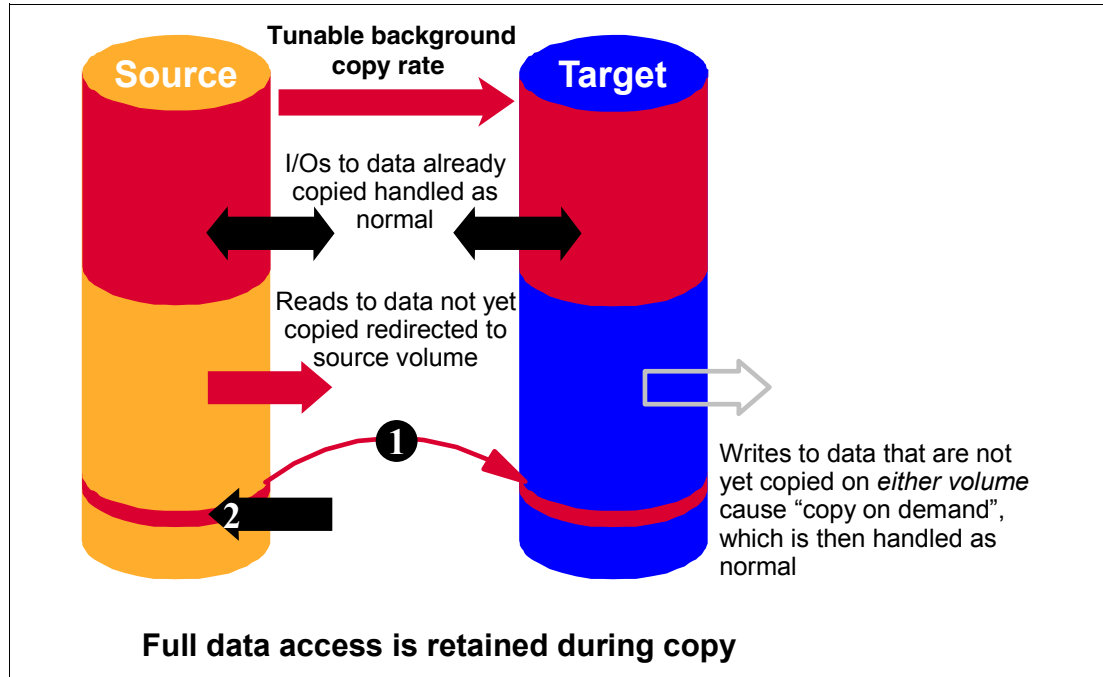 Tunable background
copy rate
Source
Target
I/Os to data already
copied handled as
normal
Reads to data not yet
copied redirected to
source volume
1
2
Writes to data that are not
yet copied on either volume
cause “copy on demand”,
which is then handled as
normal
Full data access is retained during copy